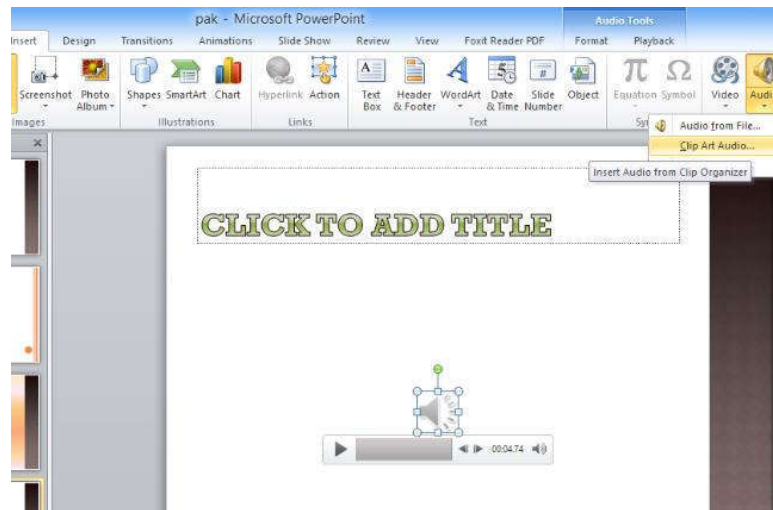 pak - Microsoft PowerPoint
Audio Tools
Insert Design Transitions Animations Slide Show Review View Foxit Reader PDF Format Playback
Screenshot Photo Album Shapes SmartArt Chart Hyperlink Action Text Box Header & Footer WordArt Date & Time Slide Number Object Equation Symbol Video
Images Illustrations Links Text
Audio from File...
Clip Art Audio...
Insert Audio from Clip Organizer
CLICK TO ADD TITLE
00:04.74